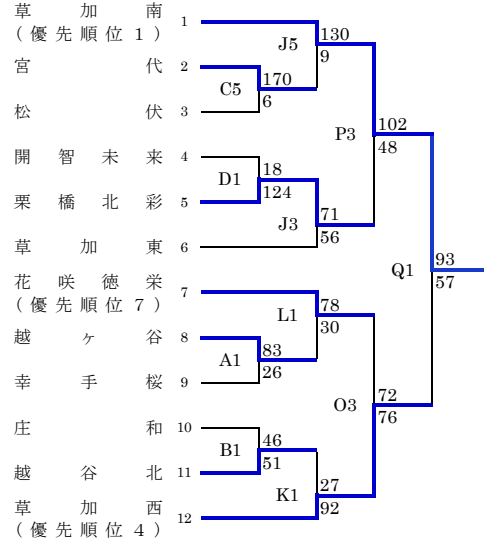 草加南
(優先順位1) 1
宮代 2
松伏 3
開智未来 4
栗橋北彩 5
草加東 6
花咲徳栄
(優先順位7) 7
越ヶ谷 8
幸手桜 9
庄和 10
越谷北 11
草加西
(優先順位4) 12
C5
170
6
D1
18
124
A1
83
26
B1
46
51
J5
130
9
J3
71
56
L1
78
30
K1
27
92
P3
102
48
O3
72
76
Q1
93
57